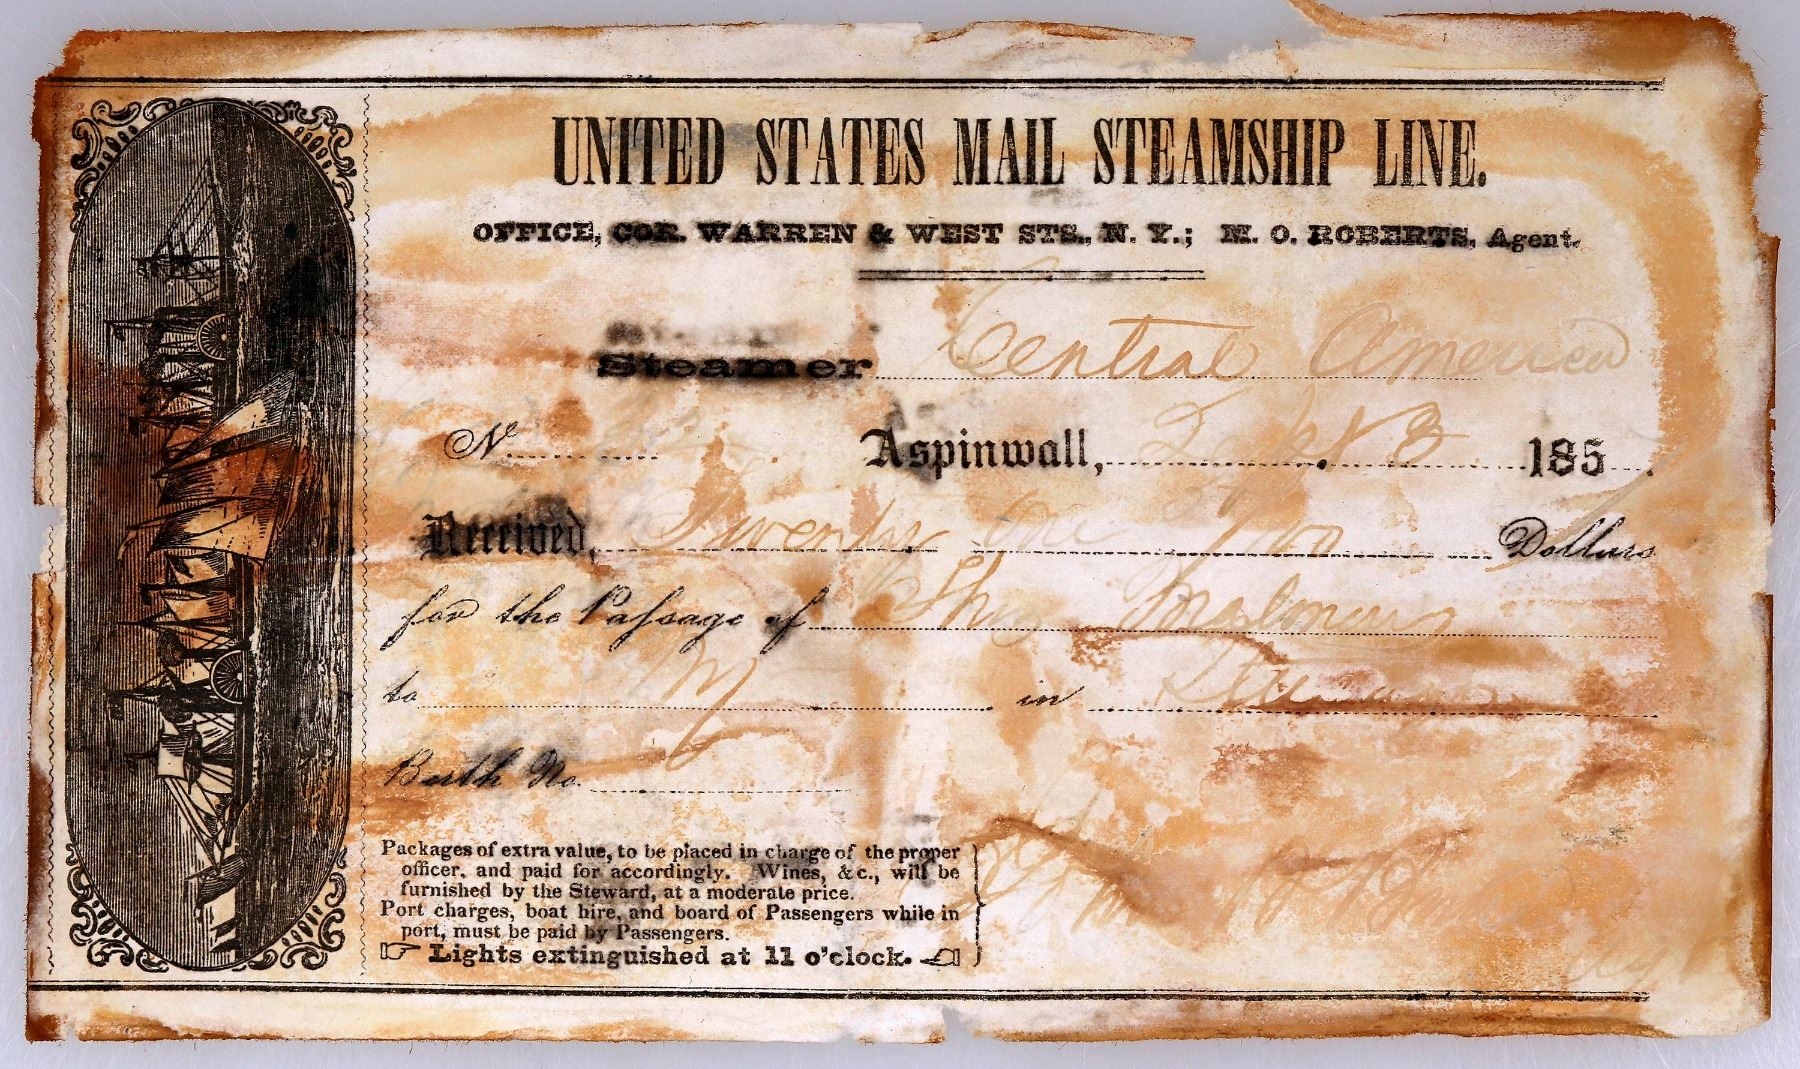 UNITED STATES MAIL STEAMSHIP LINE.
OFFICE, COR. WARREN & WEST STS., N. Y.; M. O. ROBERTS, Agent.
Steamer Central America
N. Aspinwall, 3 185
Received, Twenty one Dollars
for the Passage of Thos
to NY in Steerage
Berth No.
Packages of extra value, to be placed in charge of the proper
officer, and paid for accordingly. Wines, &c., will be
furnished by the Steward, at a moderate price.
Port charges, boat hire, and board of Passengers while in
port, must be paid by Passengers.
☞ Lights extinguished at 11 o'clock. ☜